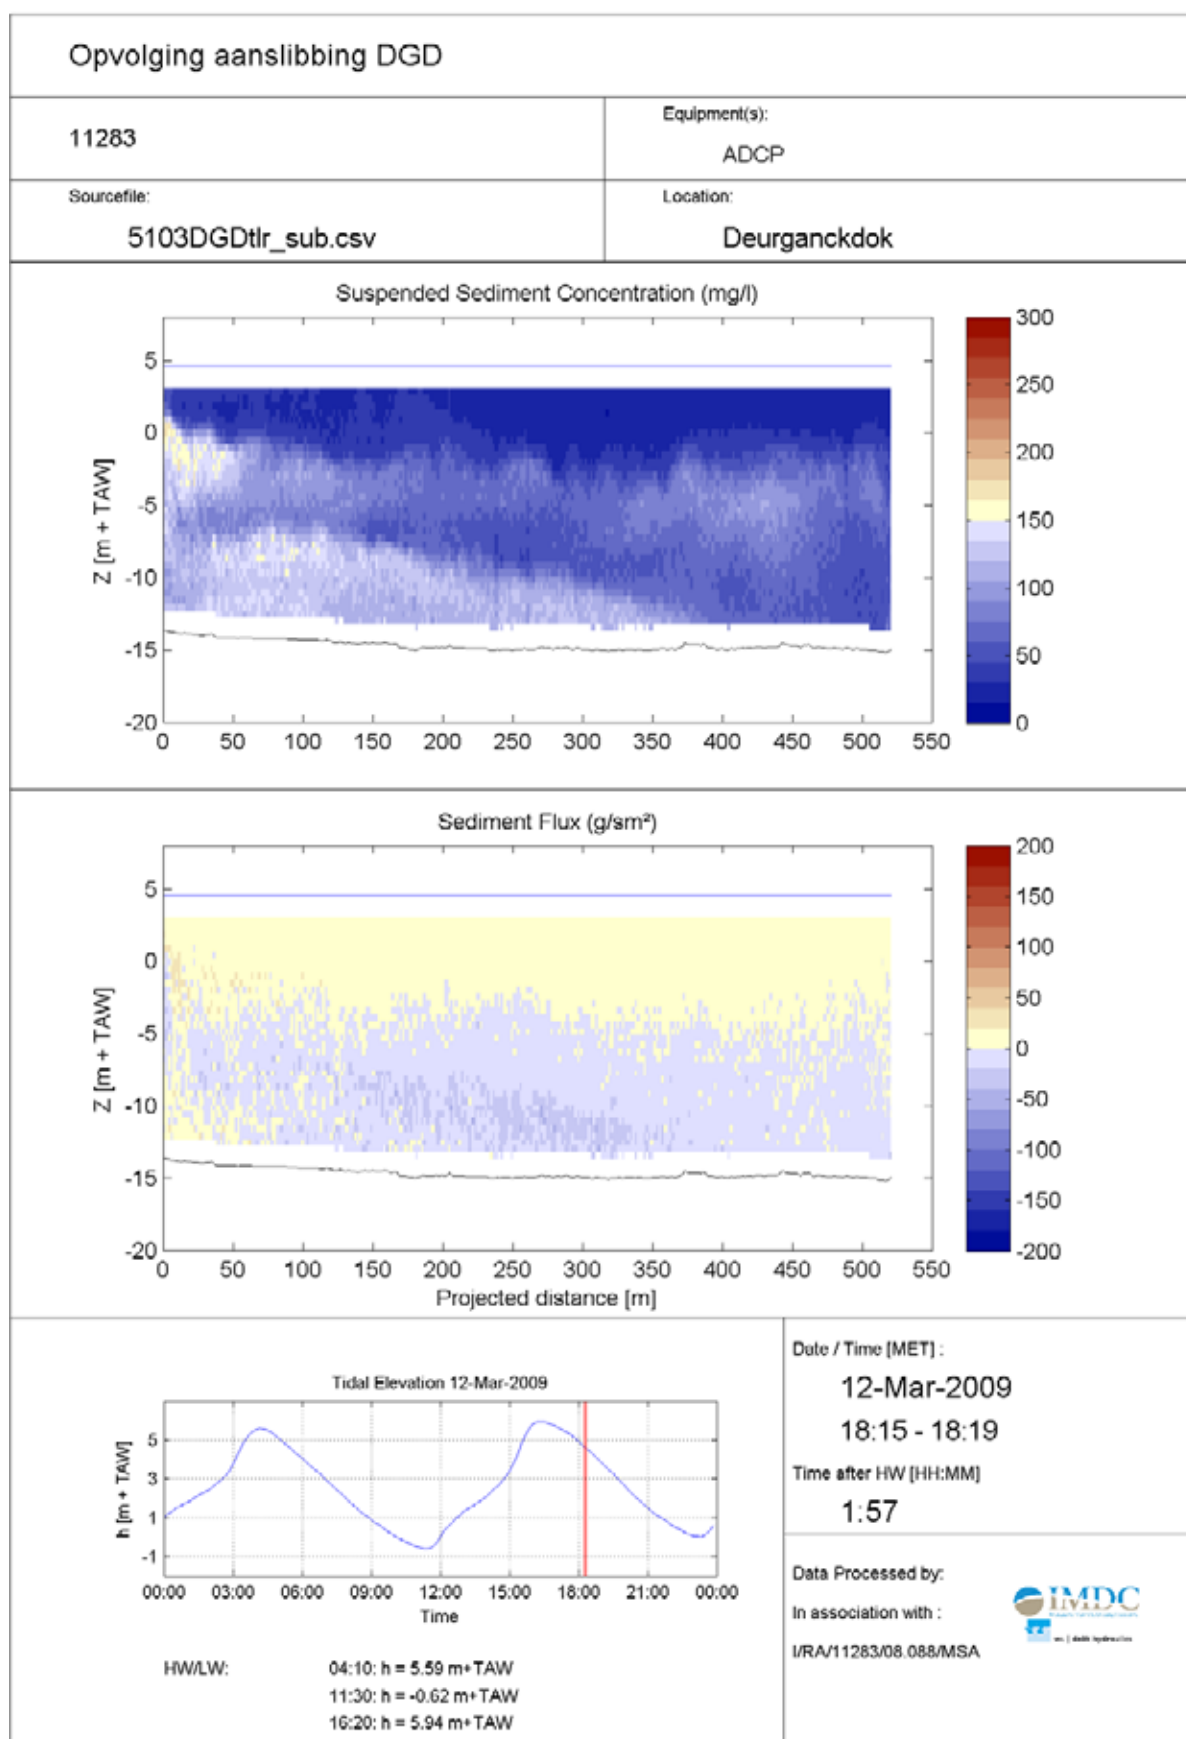 Opvolging aanslibbing DGD
11283
Equipment(s):
ADCP
Sourcefile:
5103DGDtlr_sub.csv
Location:
Deurganckdok
Suspended Sediment Concentration (mg/l)
5
0
-5
-10
-15
-20
Z [m + TAW]
0 50 100 150 200 250 300 350 400 450 500 550
300
250
200
150
100
50
0
Sediment Flux (g/sm²)
5
0
-5
-10
-15
-20
Z [m + TAW]
0 50 100 150 200 250 300 350 400 450 500 550
Projected distance [m]
200
150
100
50
0
-50
-100
-150
-200
Tidal Elevation 12-Mar-2009
5
3
1
-1
h [m + TAW]
00:00 03:00 06:00 09:00 12:00 15:00 18:00 21:00 00:00
Time
HW/LW:
04:10: h = 5.59 m+TAW
11:30: h = -0.62 m+TAW
16:20: h = 5.94 m+TAW
Date / Time [MET] :
12-Mar-2009
18:15 - 18:19
Time after HW [HH:MM]
1:57
Data Processed by:
In association with :
I/RA/11283/08.088/MSA
IMDC
wl | delft hydraulics